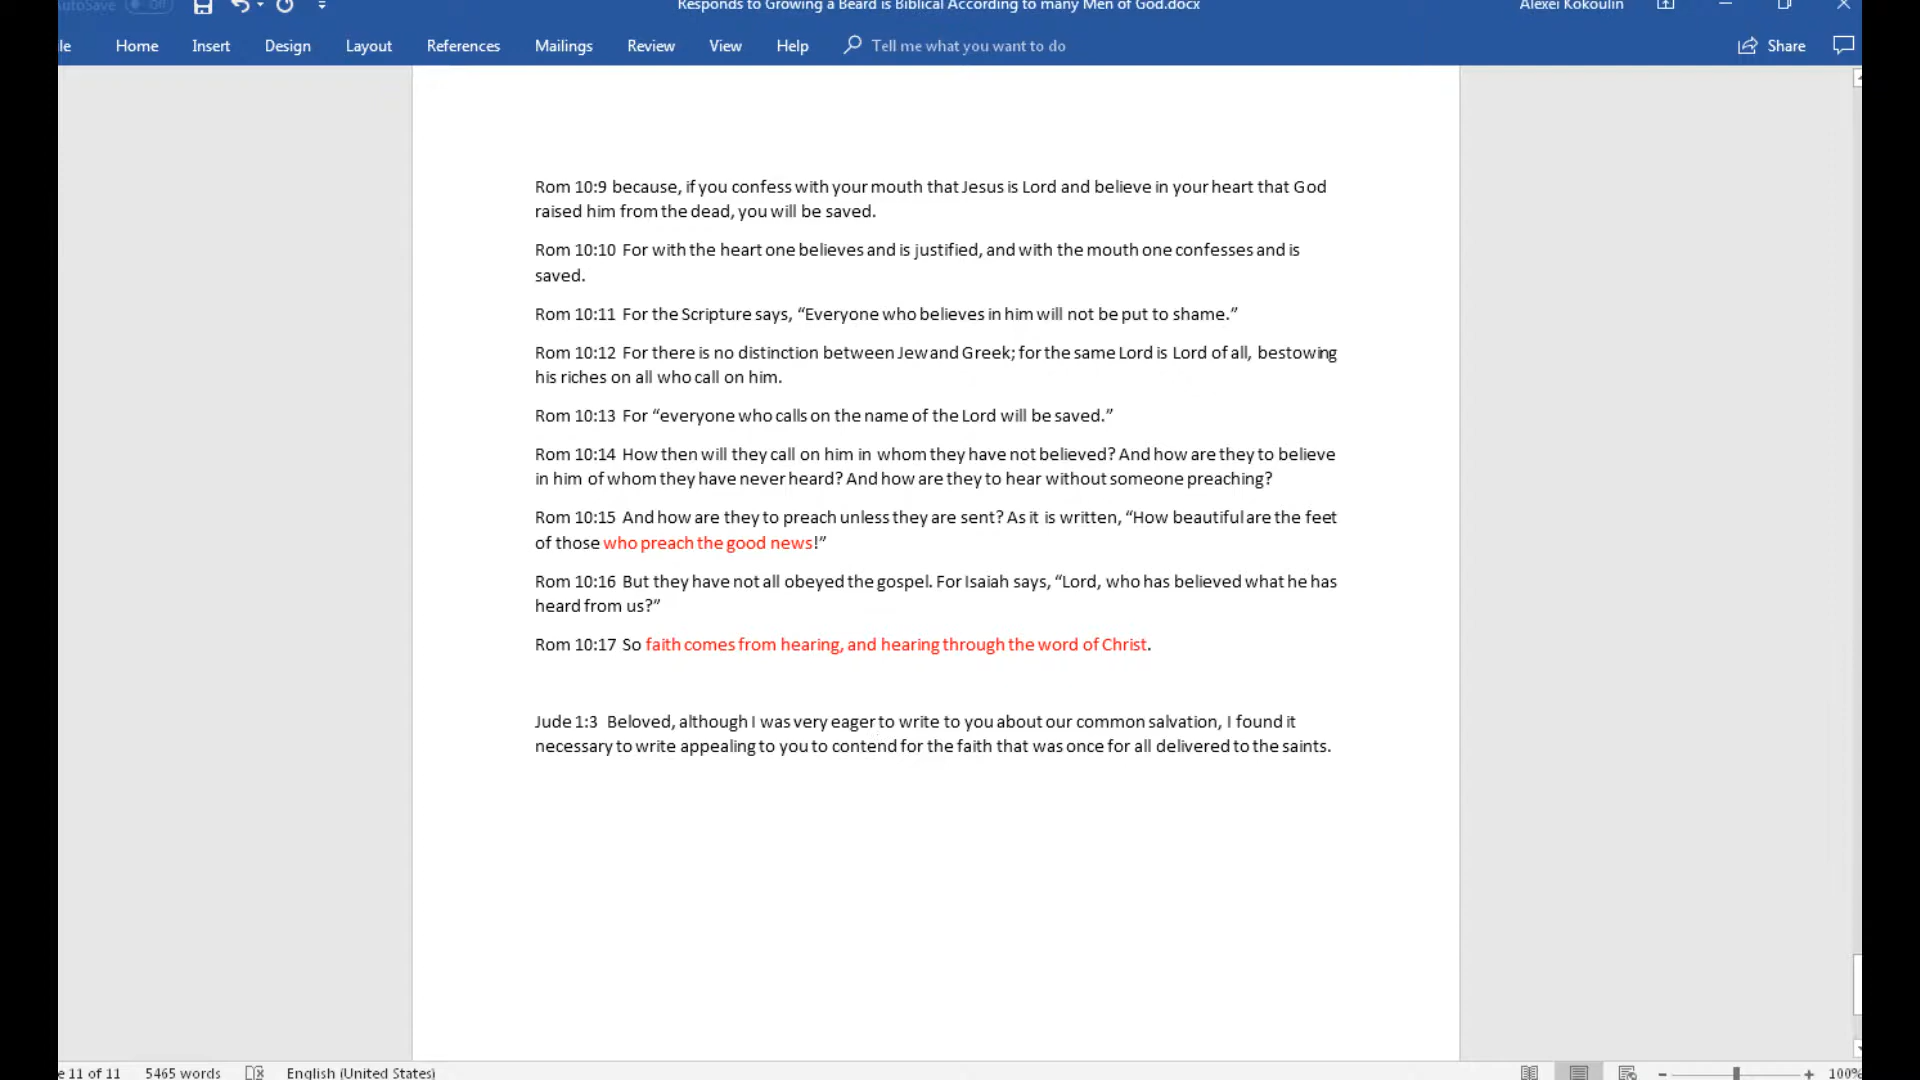 AutoSave Off Responds to Growing a Beard is Biblical According to many Men of God.docx Alexei Kokoulin
le Home Insert Design Layout References Mailings Review View Help Tell me what you want to do Share
Rom 10:9 because, if you confess with your mouth that Jesus is Lord and believe in your heart that God
raised him from the dead, you will be saved.
Rom 10:10 For with the heart one believes and is justified, and with the mouth one confesses and is
saved.
Rom 10:11 For the Scripture says, “Everyone who believes in him will not be put to shame.”
Rom 10:12 For there is no distinction between Jew and Greek; for the same Lord is Lord of all, bestowing
his riches on all who call on him.
Rom 10:13 For “everyone who calls on the name of the Lord will be saved.”
Rom 10:14 How then will they call on him in whom they have not believed? And how are they to believe
in him of whom they have never heard? And how are they to hear without someone preaching?
Rom 10:15 And how are they to preach unless they are sent? As it is written, “How beautiful are the feet
of those who preach the good news!”
Rom 10:16 But they have not all obeyed the gospel. For Isaiah says, “Lord, who has believed what he has
heard from us?”
Rom 10:17 So faith comes from hearing, and hearing through the word of Christ.
Jude 1:3 Beloved, although I was very eager to write to you about our common salvation, I found it
necessary to write appealing to you to contend for the faith that was once for all delivered to the saints.
e 11 of 11 5465 words English (United States) 100%